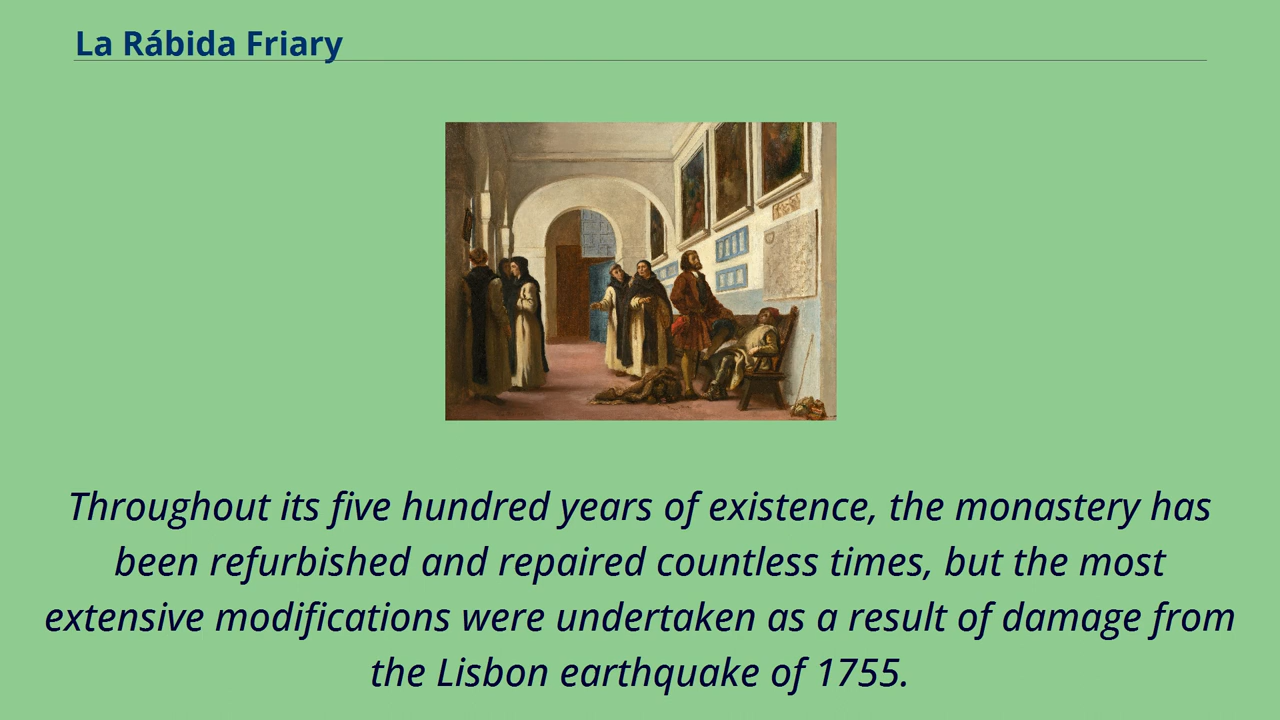 La Rábida Friary
Throughout its five hundred years of existence, the monastery has
been refurbished and repaired countless times, but the most
extensive modifications were undertaken as a result of damage from
the Lisbon earthquake of 1755.